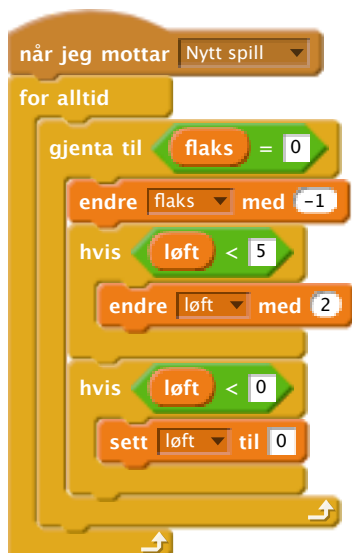 når jeg mottar Nytt spill
for alltid
gjenta til flaks = 0
endre flaks med -1
hvis løft < 5
endre løft med 2
hvis løft < 0
sett løft til 0